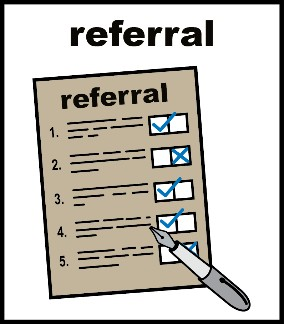 referral
referral
1.
2.
3.
4.
5.